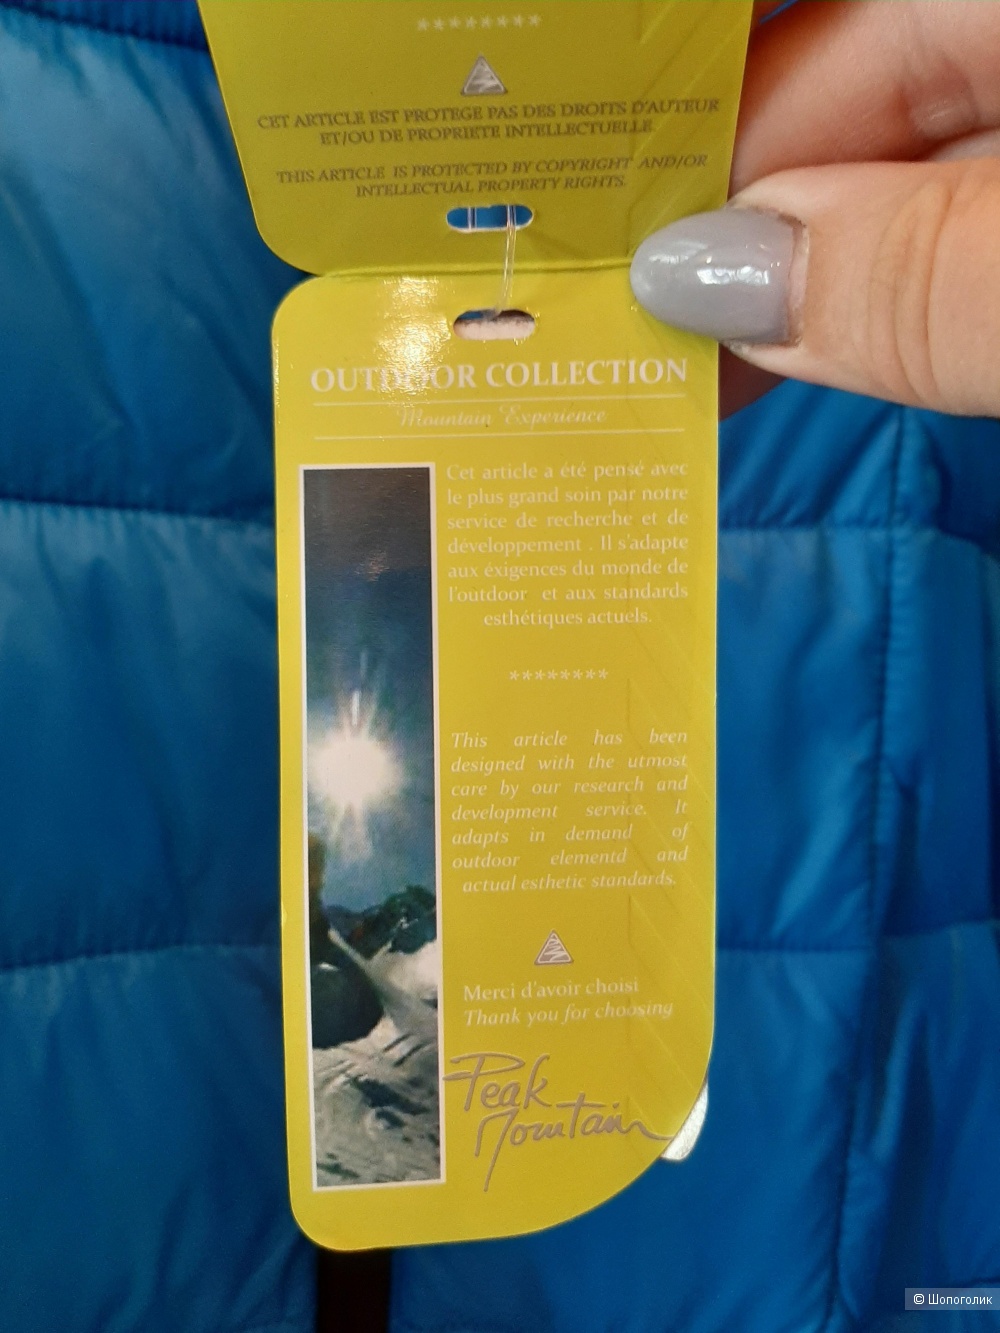 ********
CET ARTICLE EST PROTEGE PAS DES DROITS D'AUTEUR
ET/OU DE PROPRIETE INTELLECTUELLE.
THIS ARTICLE IS PROTECTED BY COPYRIGHT AND/OR
INTELLECTUAL PROPERTY RIGHTS.
OUTDOOR COLLECTION
Mountain Experience
Cet article a été pensé avec
le plus grand soin par notre
service de recherche et de
développement . Il s'adapte
aux éxigences du monde de
l'outdoor et aux standards
esthétiques actuels.
********
This article has been
designed with the utmost
care by our research and
development service. It
adapts in demand of
outdoor elementd and
actual esthetic standards.
Merci d'avoir choisi
Thank you for choosing
Peak
Mountain
© Шопоголик